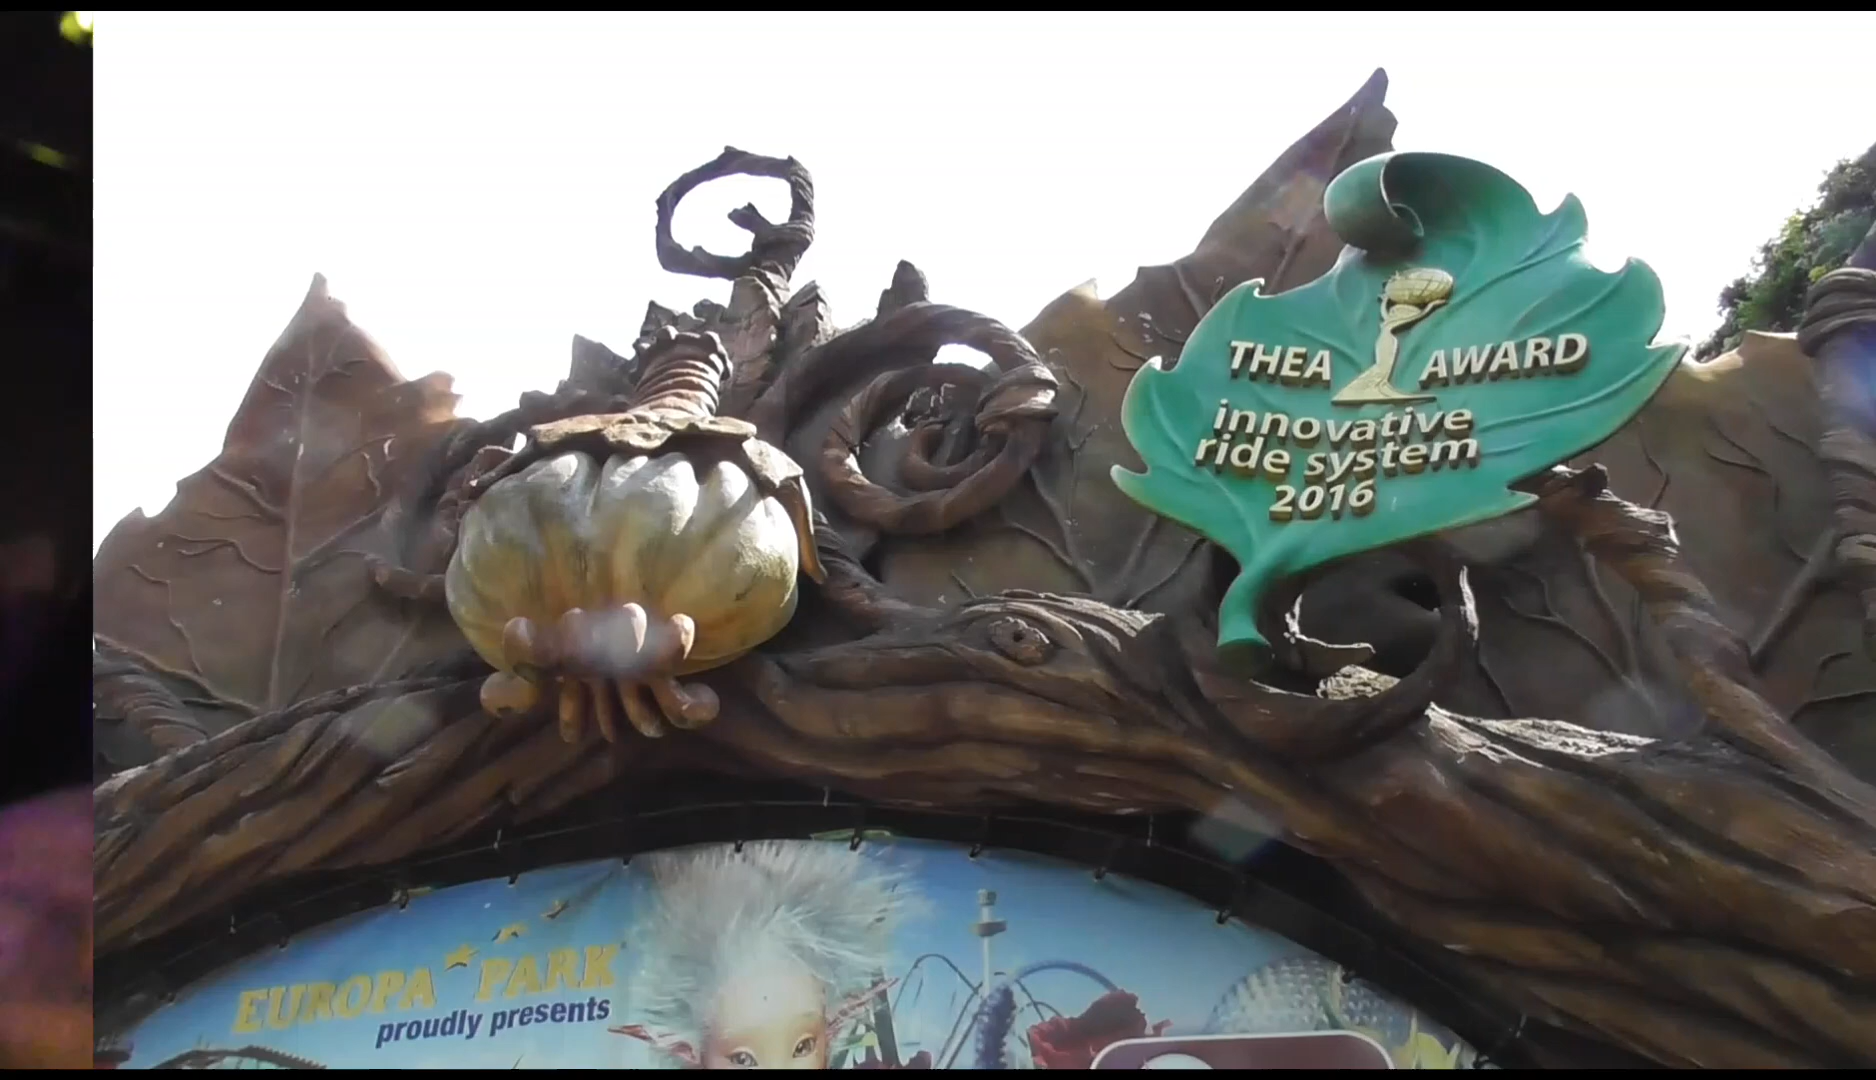 THEA AWARD
innovative
ride system
2016
EUROPA PARK
proudly presents